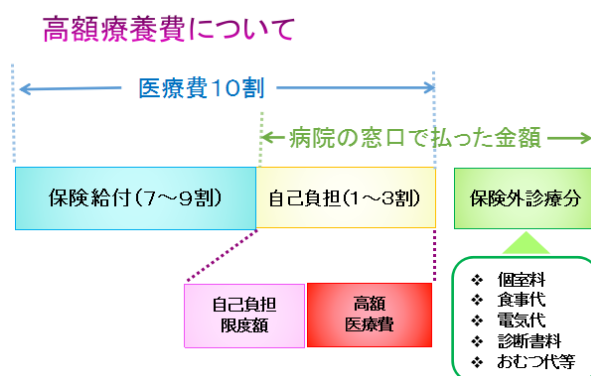 高額療養費について
医療費10割
病院の窓口で払った金額
保険給付(7～9割)
自己負担(1～3割)
保険外診療分
自己負担
限度額
高額
医療費
❖ 個室料
❖ 食事代
❖ 電気代
❖ 診断書料
❖ おむつ代等